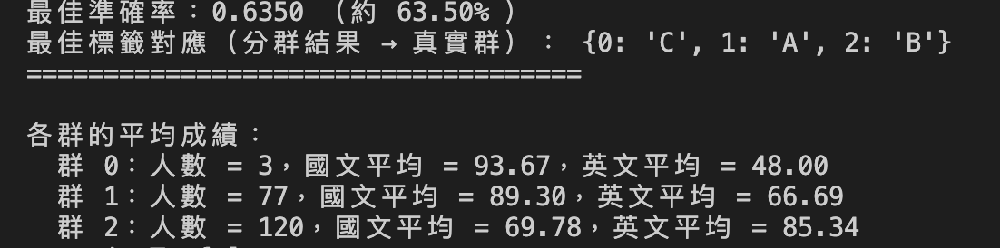 最佳準確率：0.6350 （約 63.50% ）
最佳標籤對應（分群結果 → 真實群）： {0: 'C', 1: 'A', 2: 'B'}
====================================
各群的平均成績：
群 0：人數 = 3，國文平均 = 93.67，英文平均 = 48.00
群 1：人數 = 77，國文平均 = 89.30，英文平均 = 66.69
群 2：人數 = 120，國文平均 = 69.78，英文平均 = 85.34